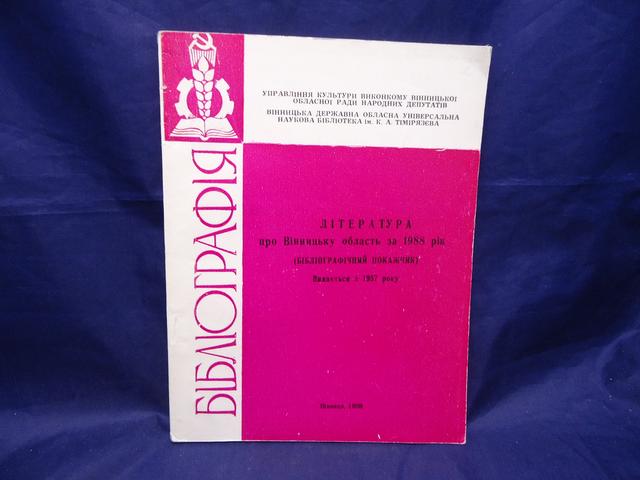 УПРАВЛІННЯ КУЛЬТУРИ ВИКОНКОМУ ВІННИЦЬКОЇ
ОБЛАСНОЇ РАДИ НАРОДНИХ ДЕПУТАТІВ
ВІННИЦЬКА ДЕРЖАВНА ОБЛАСНА УНІВЕРСАЛЬНА
НАУКОВА БІБЛІОТЕКА ім. К. А. ТІМІРЯЗЄВА
БІБЛІОГРАФІЯ
ЛІТЕРАТУРА
про Вінницьку область за 1988 рік
(БІБЛІОГРАФІЧНИЙ ПОКАЖЧИК)
Видається з 1957 року
Вінниця,